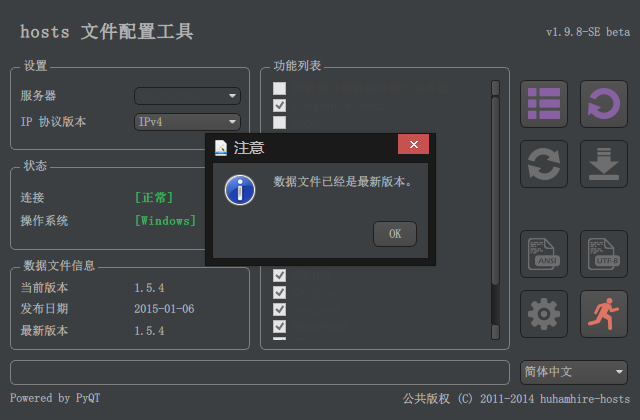 hosts 文件配置工具
v1.9.8-SE beta
设置
服务器
IP 协议版本
IPv4
功能列表
注意
数据文件已经是最新版本。
OK
状态
连接
[正常]
操作系统
[Windows]
数据文件信息
当前版本
1.5.4
发布日期
2015-01-06
最新版本
1.5.4
ANSI
UTF-8
简体中文
Powered by PyQT
公共版权 (C) 2011-2014 huhamhire-hosts